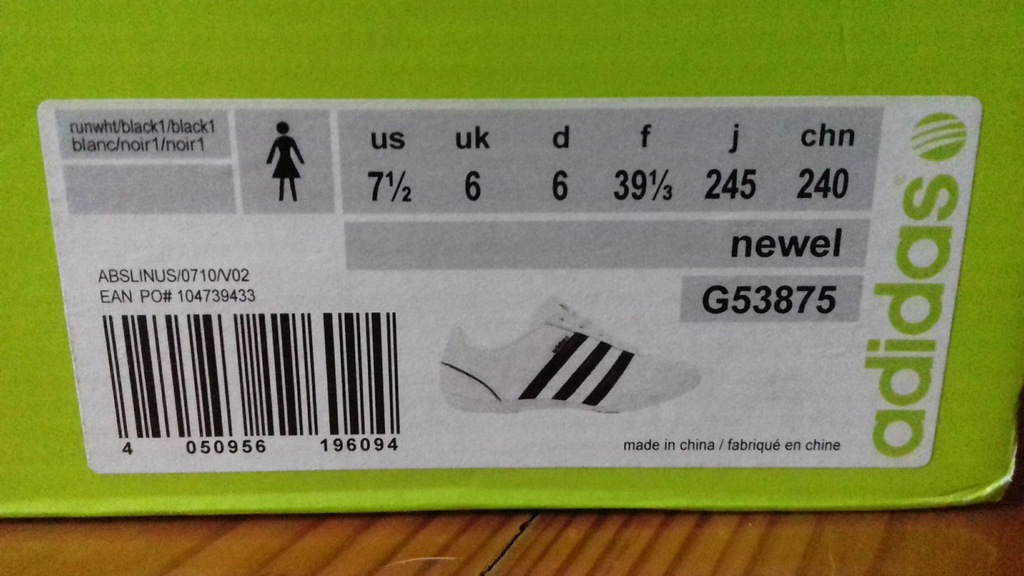 runwht/black1/black1
blanc/noir1/noir1
us uk d f j chn
7½ 6 6 39⅓ 245 240
newel
G53875
ABSLINUS/0710/V02
EAN PO# 104739433
4 050956 196094
made in china / fabriqué en chine
adidas®